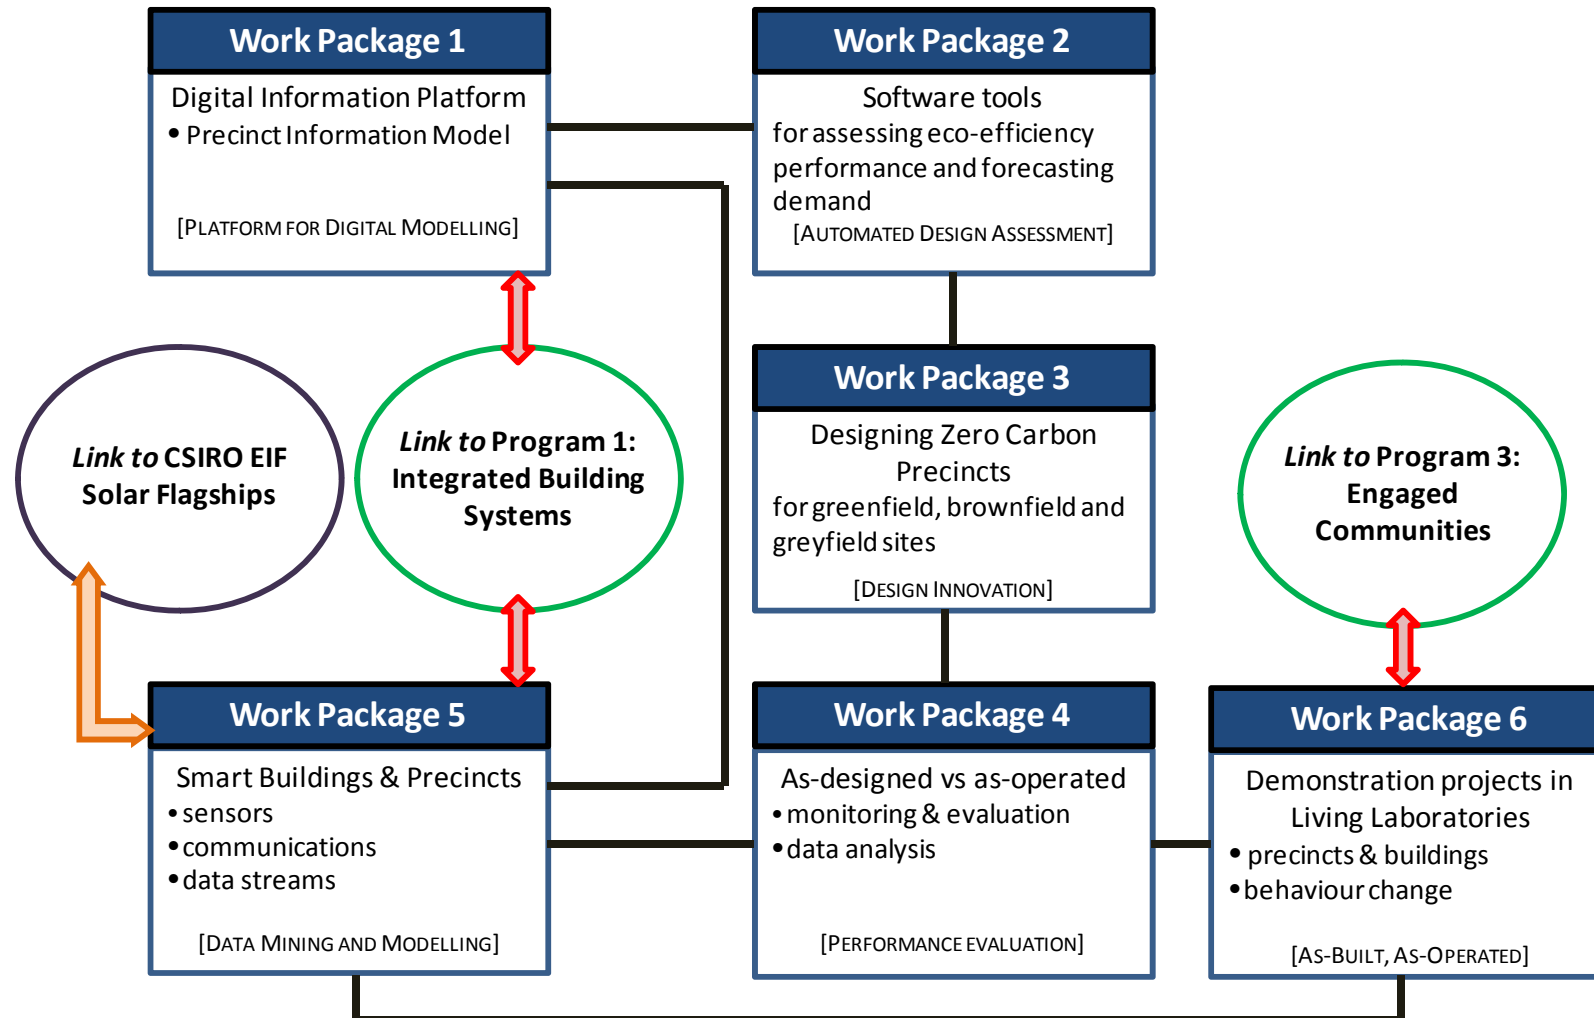 Work Package 1
Digital Information Platform
• Precinct Information Model
[PLATFORM FOR DIGITAL MODELLING]
Work Package 2
Software tools
for assessing eco-efficiency
performance and forecasting
demand
[AUTOMATED DESIGN ASSESSMENT]
Link to CSIRO EIF
Solar Flagships
Link to Program 1:
Integrated Building
Systems
Work Package 3
Designing Zero Carbon
Precincts
for greenfield, brownfield and
greyfield sites
[DESIGN INNOVATION]
Link to Program 3:
Engaged
Communities
Work Package 5
Smart Buildings & Precincts
• sensors
• communications
• data streams
[DATA MINING AND MODELLING]
Work Package 4
As-designed vs as-operated
• monitoring & evaluation
• data analysis
[PERFORMANCE EVALUATION]
Work Package 6
Demonstration projects in
Living Laboratories
• precincts & buildings
• behaviour change
[AS-BUILT, AS-OPERATED]